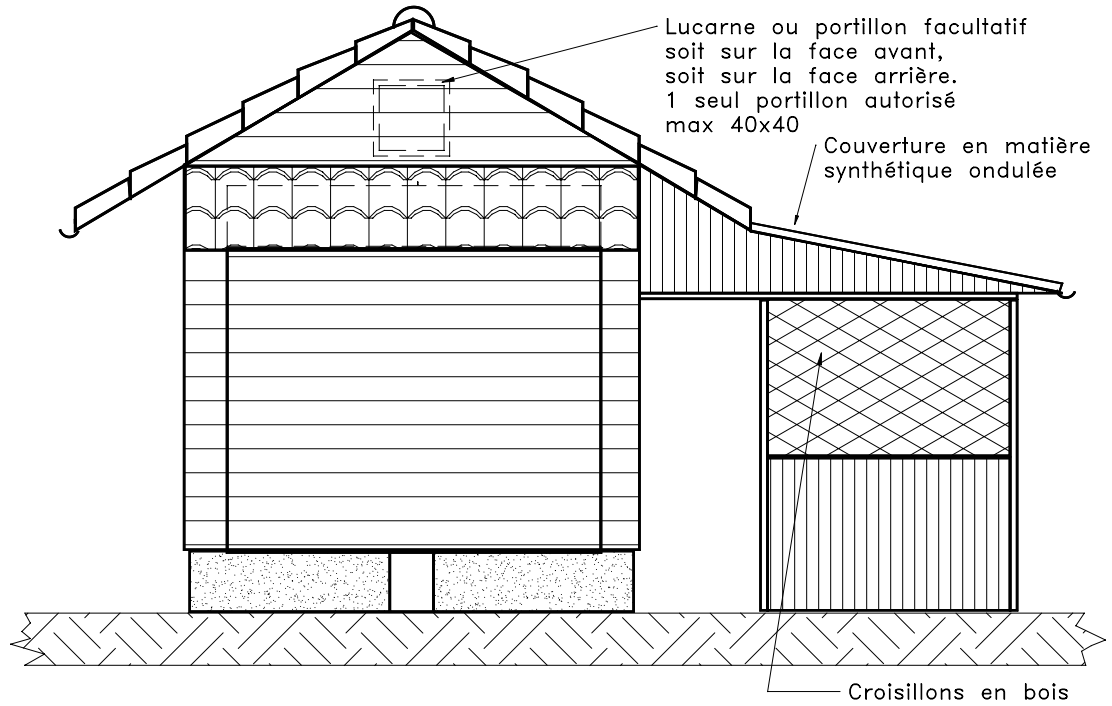 Lucarne ou portillon facultatif
soit sur la face avant,
soit sur la face arrière.
1 seul portillon autorisé
max 40x40
Couverture en matière
synthétique ondulée
Croisillons en bois